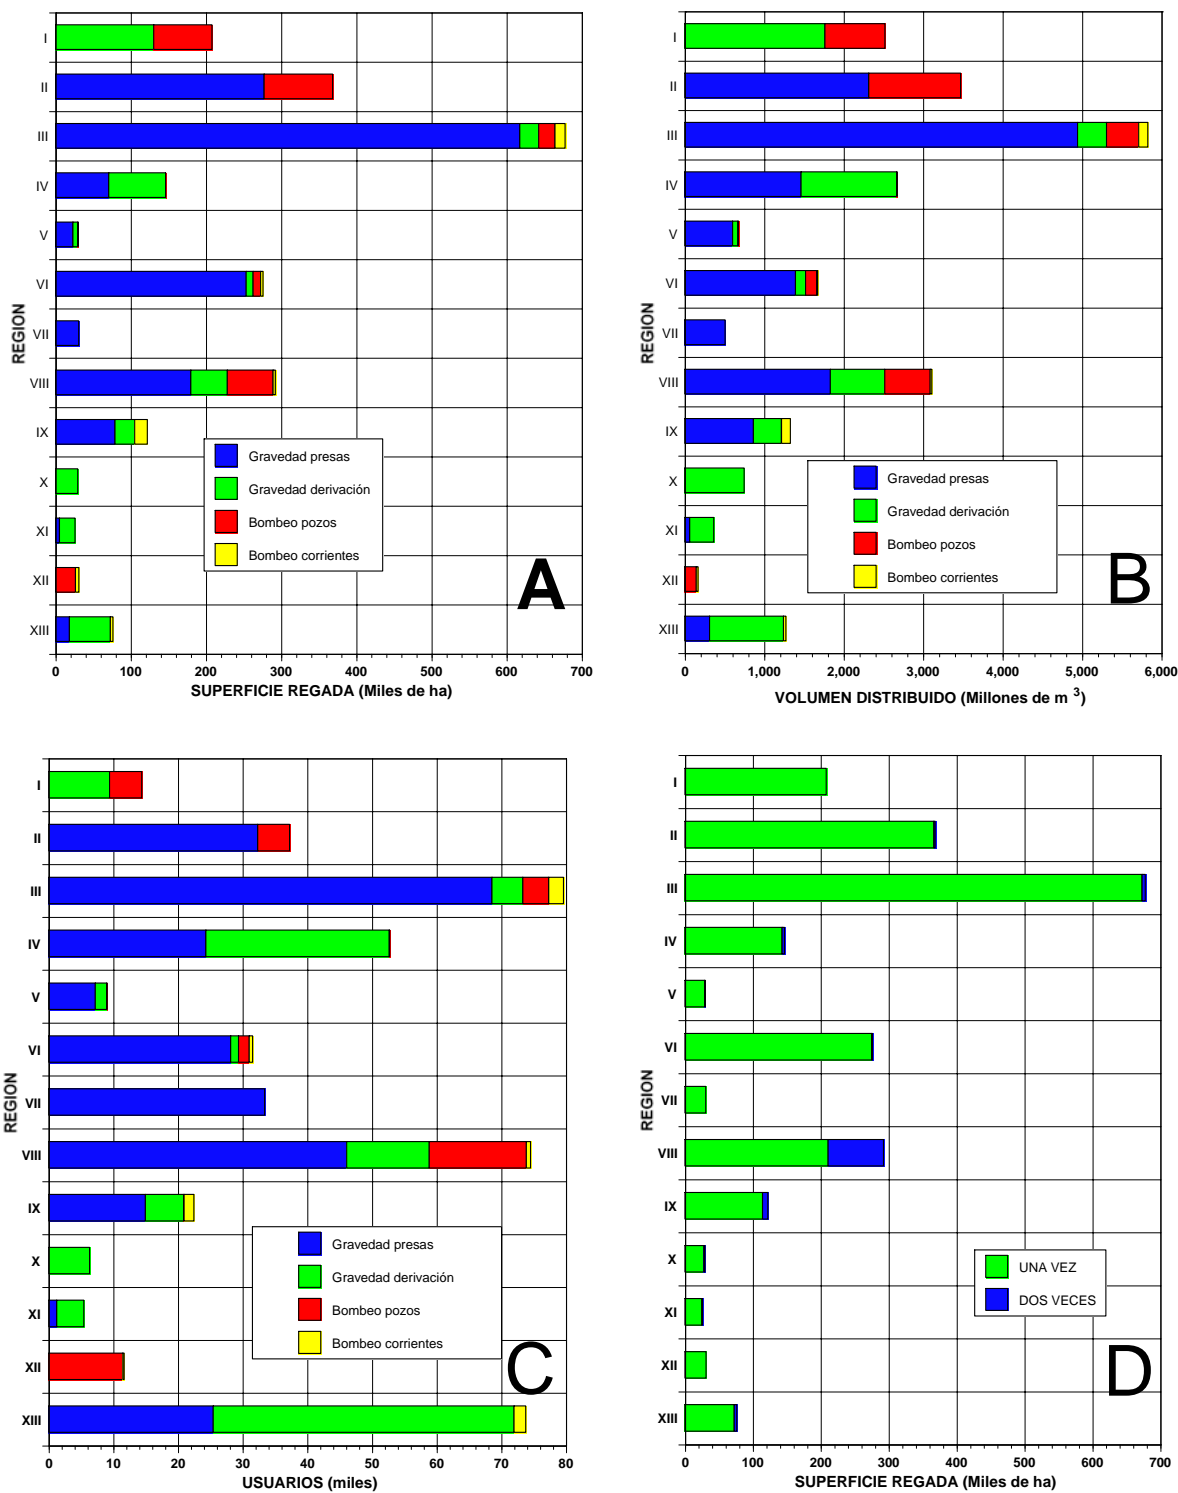 I
II
III
IV
V
VI
VII
VIII
IX
X
XI
XII
XIII
REGION
Gravedad presas
Gravedad derivación
Bombeo pozos
Bombeo corrientes
A
0 100 200 300 400 500 600 700
SUPERFICIE REGADA (Miles de ha)
I
II
III
IV
V
VI
VII
VIII
IX
X
XI
XII
XIII
REGION
Gravedad presas
Gravedad derivación
Bombeo pozos
Bombeo corrientes
B
0 1,000 2,000 3,000 4,000 5,000 6,000
VOLUMEN DISTRIBUIDO (Millones de m 3)
I
II
III
IV
V
VI
VII
VIII
IX
X
XI
XII
XIII
REGION
Gravedad presas
Gravedad derivación
Bombeo pozos
Bombeo corrientes
C
0 10 20 30 40 50 60 70 80
USUARIOS (miles)
I
II
III
IV
V
VI
VII
VIII
IX
X
XI
XII
XIII
REGION
UNA VEZ
DOS VECES
D
0 100 200 300 400 500 600 700
SUPERFICIE REGADA (Miles de ha)